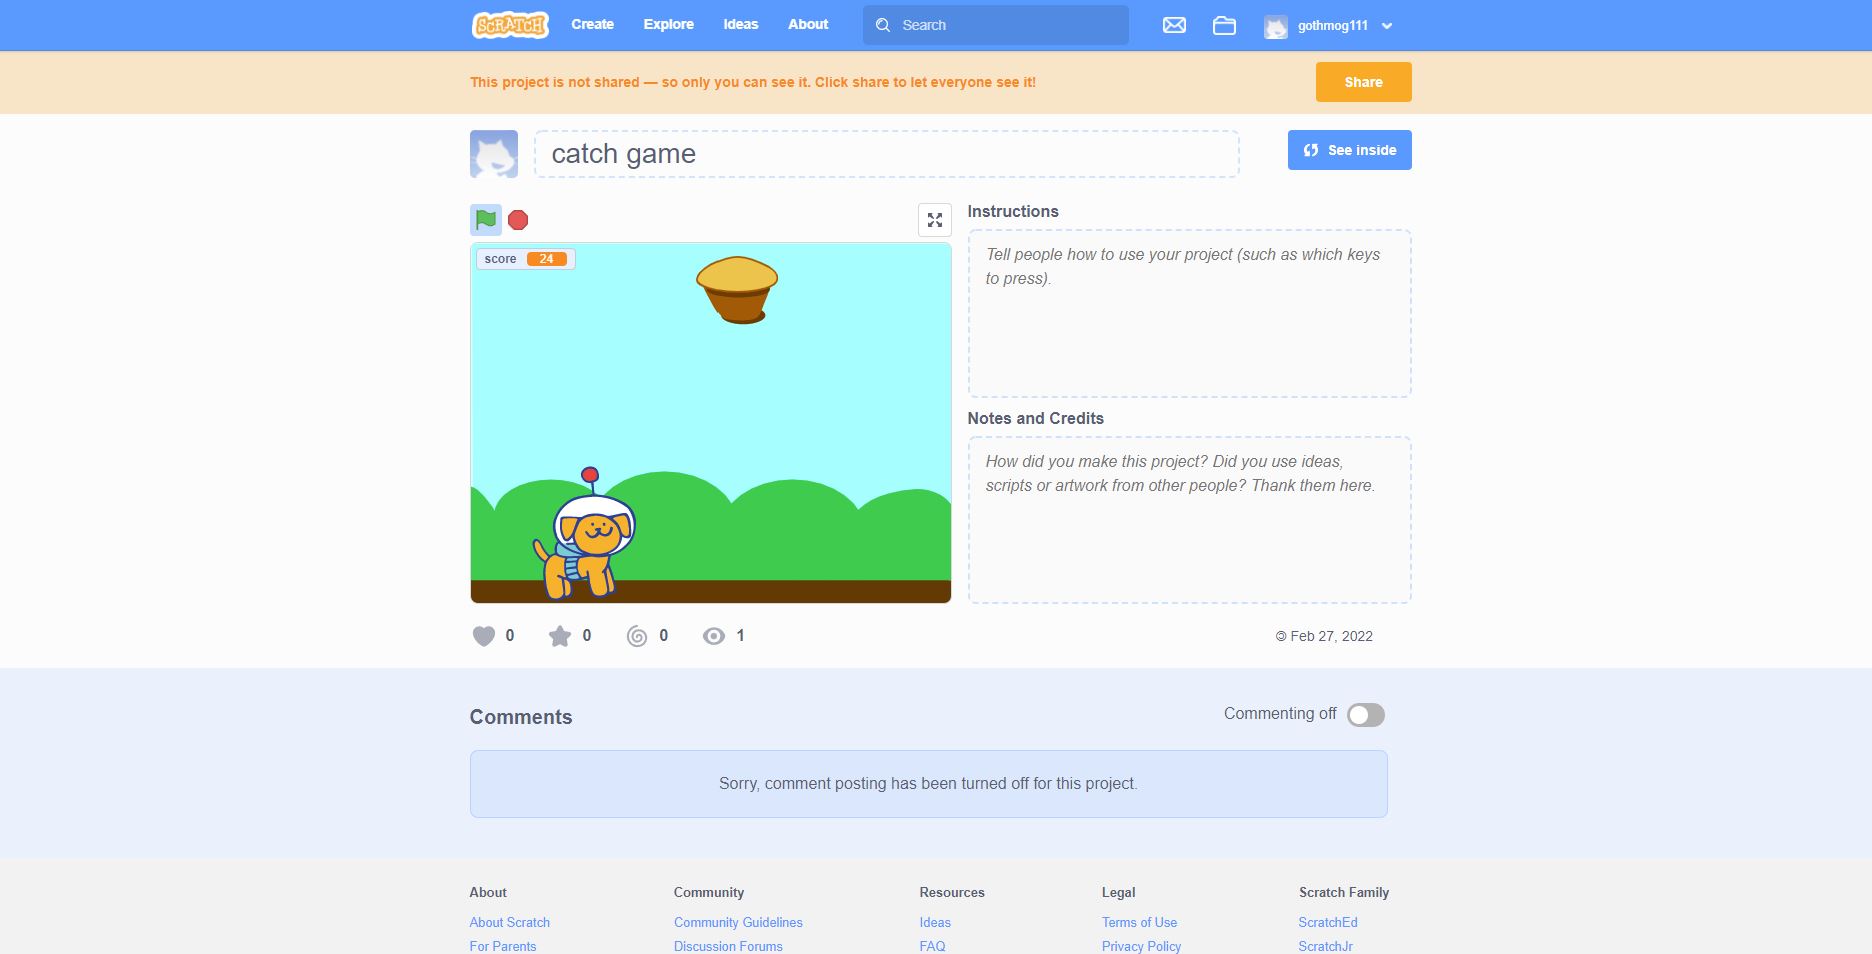 SCRATCH Create Explore Ideas About Search gothmog111
This project is not shared — so only you can see it. Click share to let everyone see it! Share
catch game See inside
Instructions
score 24
Tell people how to use your project (such as which keys
to press).
Notes and Credits
How did you make this project? Did you use ideas,
scripts or artwork from other people? Thank them here.
0 0 0 1 © Feb 27, 2022
Comments Commenting off
Sorry, comment posting has been turned off for this project.
About Community Resources Legal Scratch Family
About Scratch Community Guidelines Ideas Terms of Use ScratchEd
For Parents Discussion Forums FAQ Privacy Policy ScratchJr